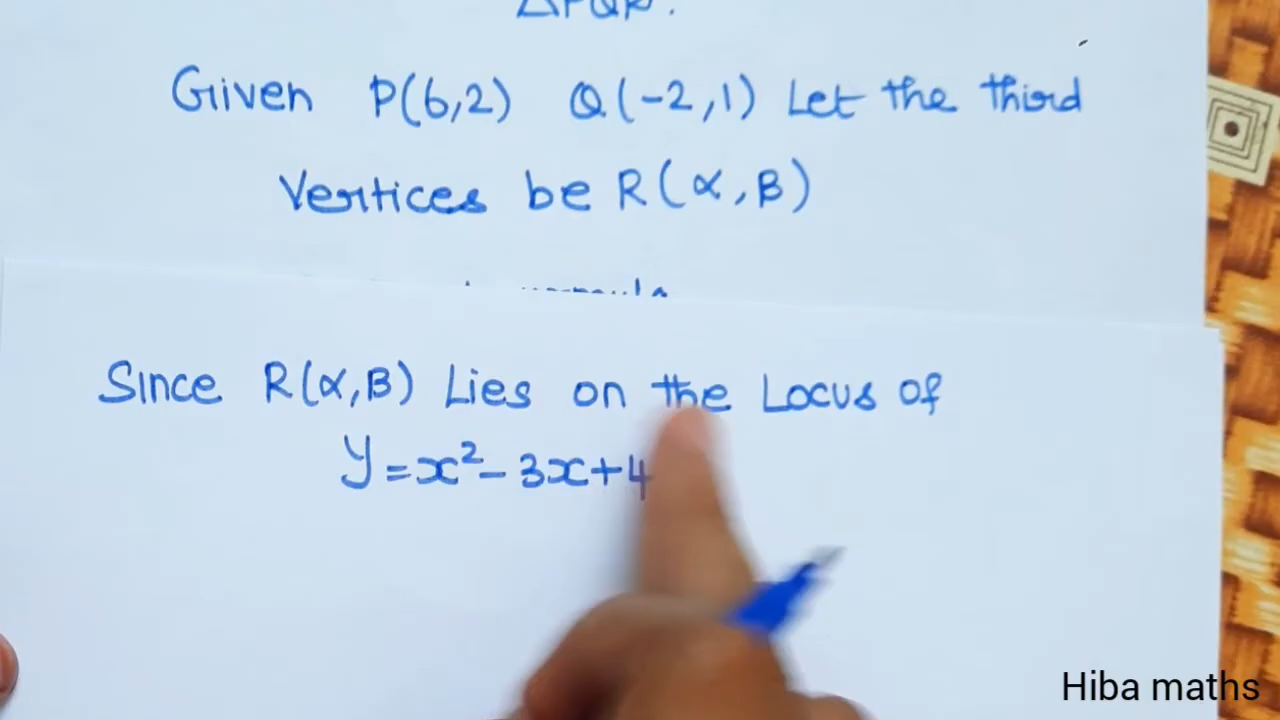 Given P(6,2) Q(-2,1) Let the third
Vertices be R(α,β)
Since R(α,β) Lies on the Locus of
y=x²-3x+4
Hiba maths